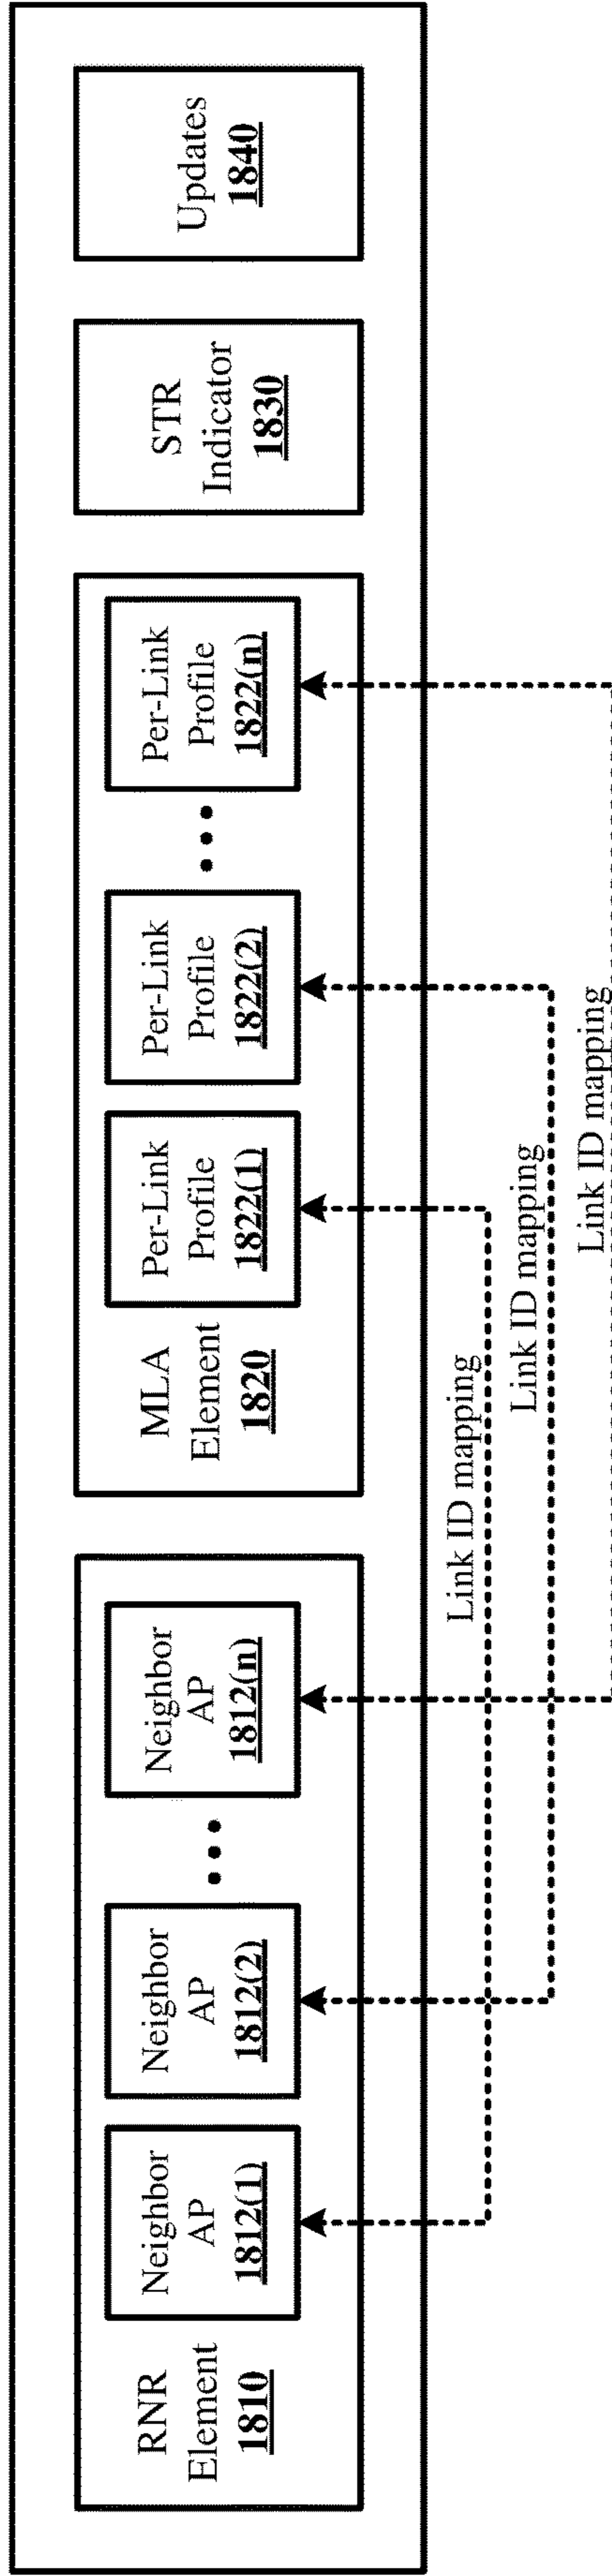 RNR
Element
1810
Neighbor
AP
1812(1)
Neighbor
AP
1812(2)
Neighbor
AP
1812(n)
MLA
Element
1820
Per-Link
Profile
1822(1)
Per-Link
Profile
1822(2)
Per-Link
Profile
1822(n)
STR
Indicator
1830
Updates
1840
Link ID mapping
Link ID mapping
Link ID mapping